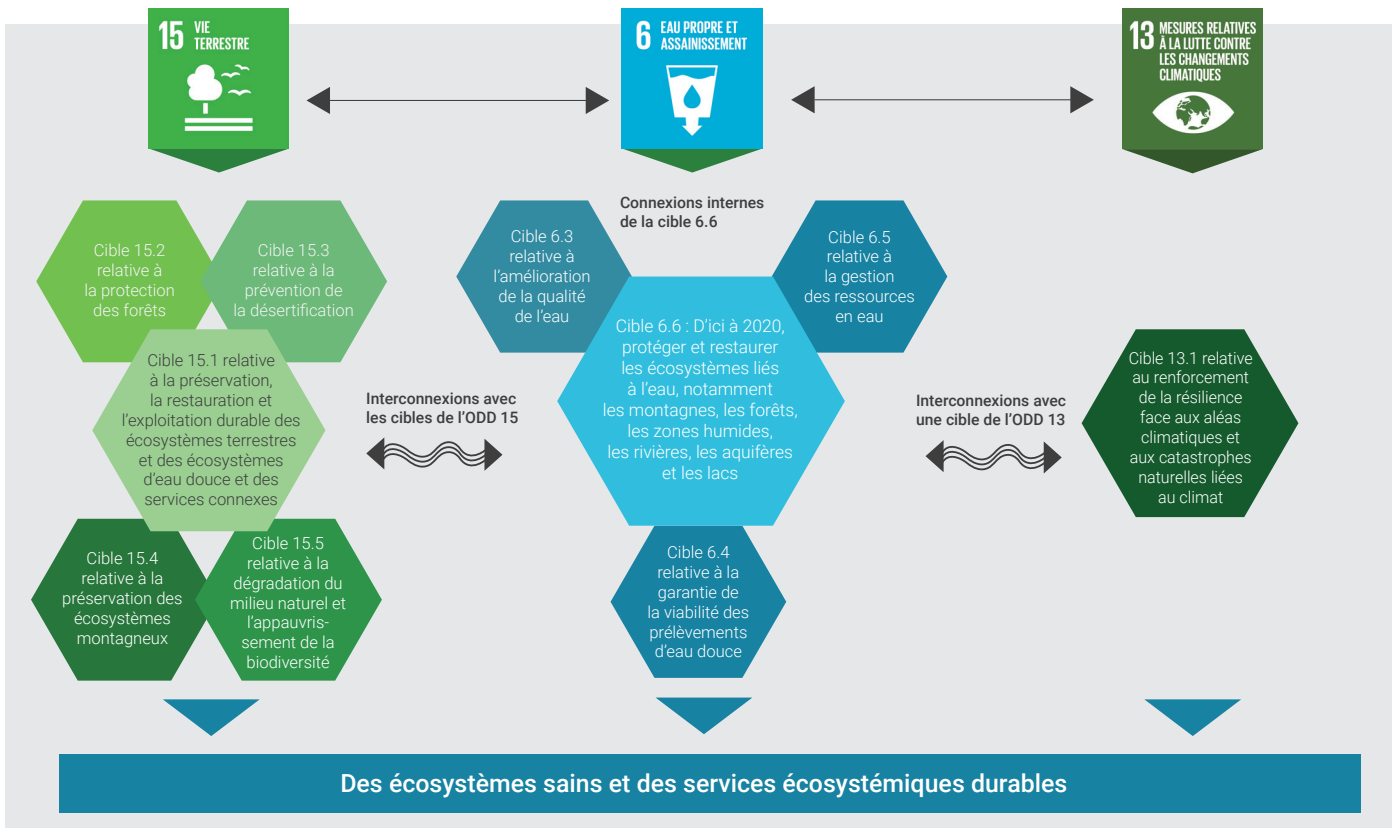 15 VIE
TERRESTRE
6 EAU PROPRE ET
ASSAINISSEMENT
13 MESURES RELATIVES
À LA LUTTE CONTRE
LES CHANGEMENTS
CLIMATIQUES
Cible 15.2
relative à
la protection
des forêts
Cible 15.3
relative à la
prévention de
la désertification
Cible 15.1 relative
à la préservation,
la restauration et
l’exploitation durable des
écosystèmes terrestres
et des écosystèmes
d’eau douce et des
services connexes
Cible 15.4
relative à la
préservation des
écosystèmes
montagneux
Cible 15.5
relative à la
dégradation du
milieu naturel et
l’appauvris-
sement de la
biodiversité
Interconnexions avec
les cibles de l’ODD 15
Connexions internes
de la cible 6.6
Cible 6.3
relative à
l’amélioration
de la qualité
de l’eau
Cible 6.5
relative à
la gestion
des ressources
en eau
Cible 6.6 : D’ici à 2020,
protéger et restaurer
les écosystèmes liés
à l’eau, notamment
les montagnes, les forêts,
les zones humides,
les rivières, les aquifères
et les lacs
Cible 6.4
relative à la
garantie de
la viabilité des
prélèvements
d’eau douce
Interconnexions avec
une cible de l’ODD 13
Cible 13.1 relative
au renforcement
de la résilience
face aux aléas
climatiques et
aux catastrophes
naturelles liées
au climat
Des écosystèmes sains et des services écosystémiques durables